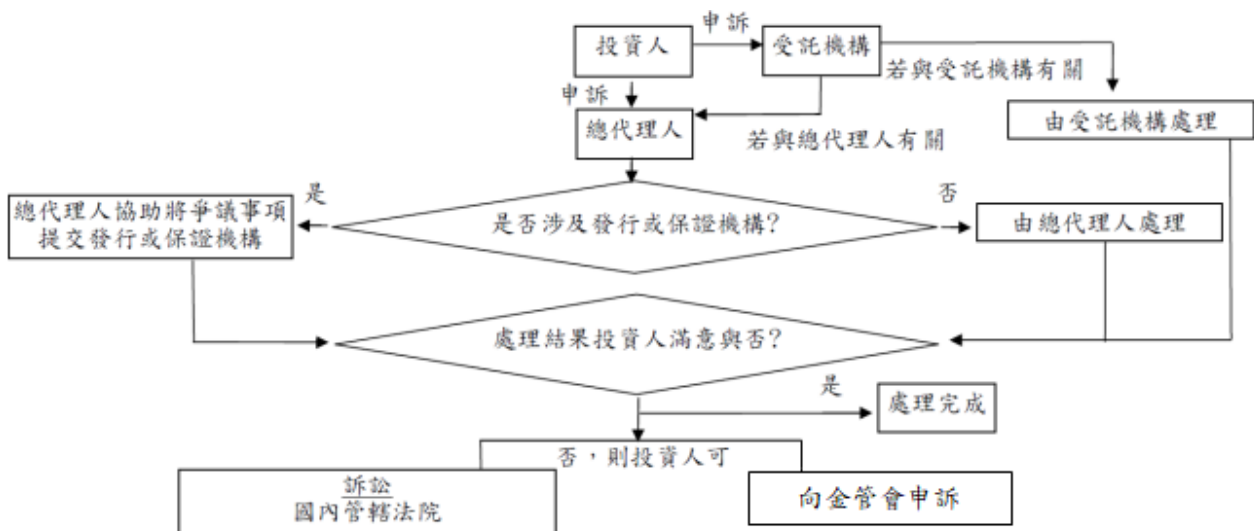 申訴
投資人
受託機構
若與受託機構有關
申訴
總代理人
若與總代理人有關
由受託機構處理
是
否
總代理人協助將爭議事項
提交發行或保證機構
是否涉及發行或保證機構?
由總代理人處理
處理結果投資人滿意與否?
是
處理完成
否，則投資人可
訴訟
國內管轄法院
向金管會申訴